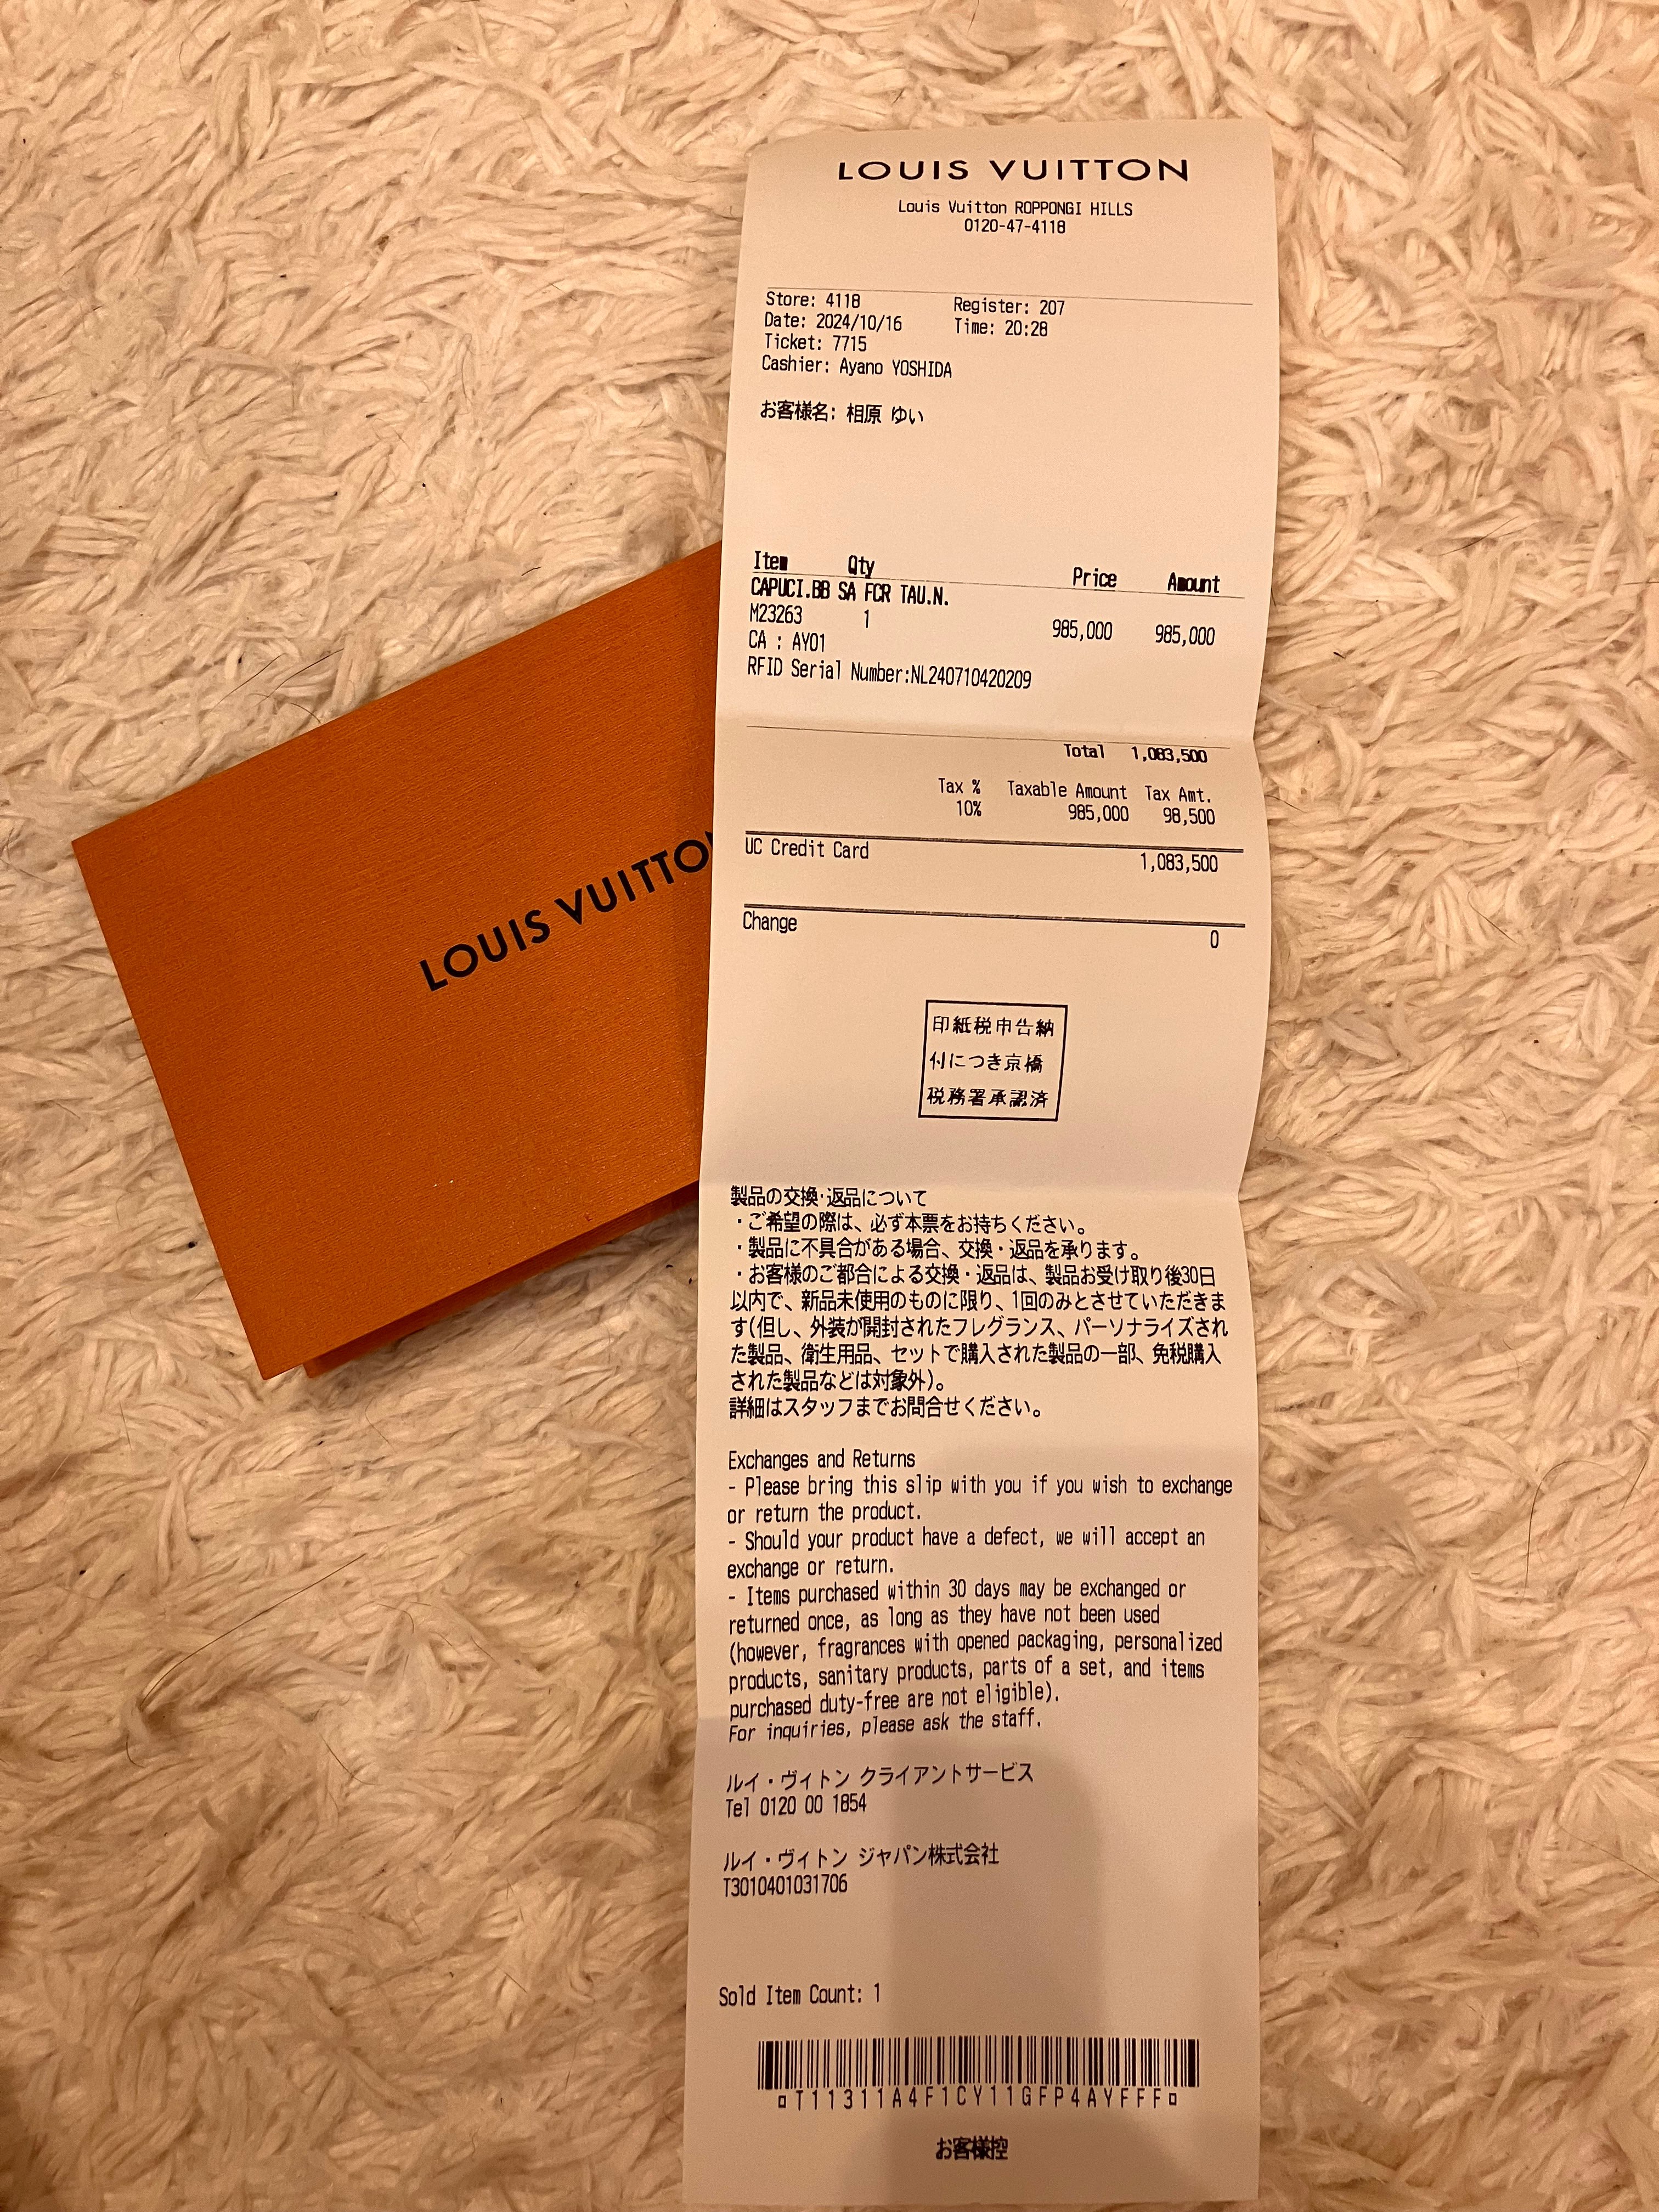 LOUIS VUITTON
Louis Vuitton ROPPONGI HILLS
0120-47-4118
Store: 4118 Register: 207
Date: 2024/10/16 Time: 20:28
Ticket: 7715
Cashier: Ayano YOSHIDA
お客様名: 相原 ゆい
Item Qty Price Amount
CAPUCI.BB SA FCR TAU.N.
M23263 1 985,000 985,000
CA : AY01
RFID Serial Number:NL240710420209
Total 1,083,500
Tax % Taxable Amount Tax Amt.
10% 985,000 98,500
UC Credit Card 1,083,500
Change 0
印紙税申告納
付につき京橋
税務署承認済
製品の交換･返品について
・ご希望の際は、必ず本票をお持ちください。
・製品に不具合がある場合、交換・返品を承ります。
・お客様のご都合による交換・返品は、製品お受け取り後30日
以内で、新品未使用のものに限り、1回のみとさせていただきま
す(但し、外装が開封されたフレグランス、パーソナライズされ
た製品、衛生用品、セットで購入された製品の一部、免税購入
された製品などは対象外)。
詳細はスタッフまでお問合せください。
Exchanges and Returns
- Please bring this slip with you if you wish to exchange
or return the product.
- Should your product have a defect, we will accept an
exchange or return.
- Items purchased within 30 days may be exchanged or
returned once, as long as they have not been used
(however, fragrances with opened packaging, personalized
products, sanitary products, parts of a set, and items
purchased duty-free are not eligible).
For inquiries, please ask the staff.
ルイ・ヴィトン クライアントサービス
Tel 0120 00 1854
ルイ・ヴィトン ジャパン株式会社
T3010401031706
Sold Item Count: 1
¤T11311A4F1CY11GFP4AYFFF¤
お客様控
LOUIS VUITTON